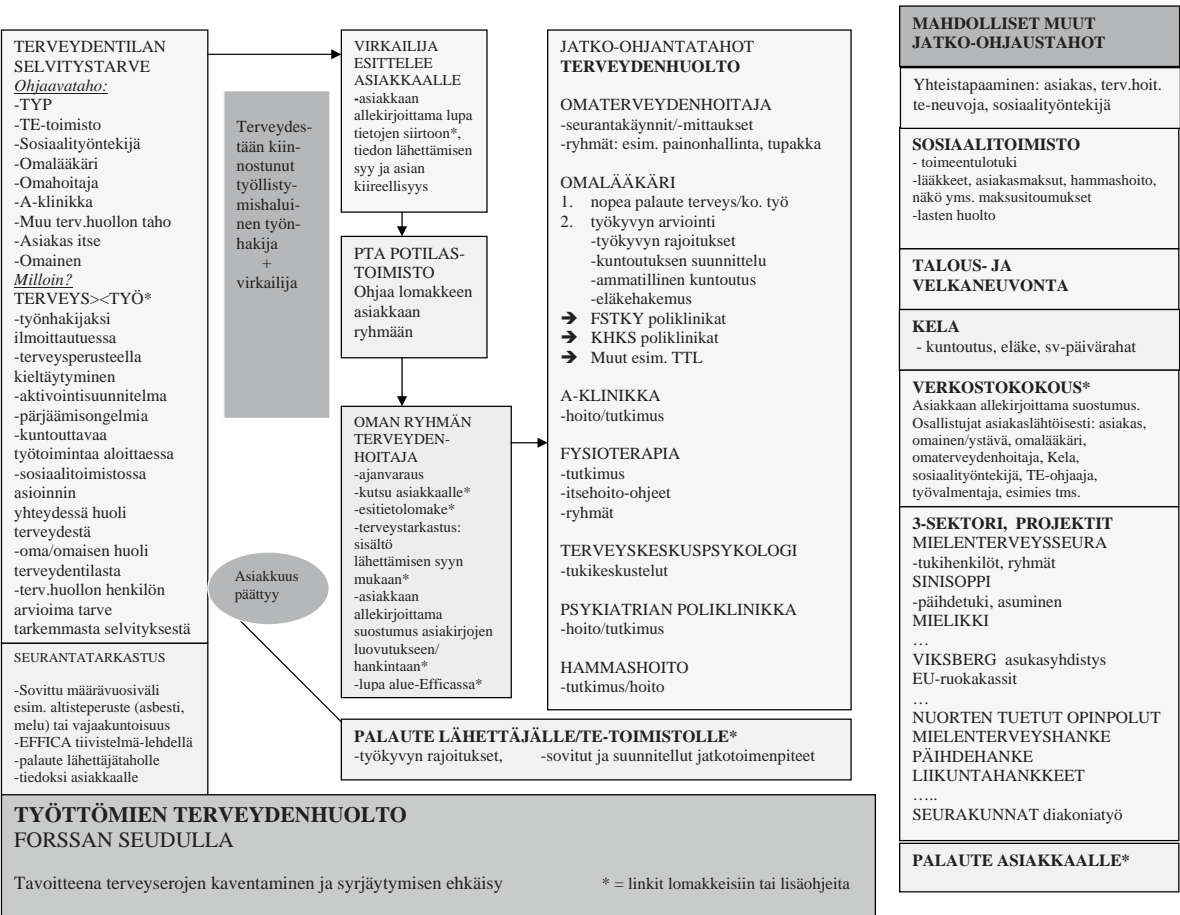 TERVEYDENTILAN
SELVITYSTARVE
Ohjaavataho:
-TYP
-TE-toimisto
-Sosiaalityöntekijä
-Omalääkäri
-Omahoitaja
-A-klinikka
-Muu terv.huollon taho
-Asiakas itse
-Omainen
Milloin?
TERVEYS><TYÖ*
-työnhakijaksi
ilmoittautuessa
-terveysperusteella
kieltäytyminen
-aktivointisuunnitelma
-pärjäämisongelmia
-kuntouttavaa
työtoimintaa aloittaessa
-sosiaalitoimistossa
asioinnin
yhteydessä huoli
terveydestä
-oma/omaisen huoli
terveydentilasta
-terv.huollon henkilön
arvioima tarve
tarkemmasta selvityksestä
SEURANTATARKASTUS
-Sovittu määrävuosiväli
esim. altisteperuste (asbesti,
melu) tai vajaakuntoisuus
-EFFICA tiivistelmä-lehdellä
-palaute lähettäjätaholle
-tiedoksi asiakkaalle
Terveydes-
tään kiin-
nostunut
työllisty-
mishalui-
nen työn-
hakija
+
virkailija
VIRKAILIJA
ESITTELEE
ASIAKKAALLE
-asiakkaan
allekirjoittama lupa
tietojen siirtoon*,
tiedon lähettämisen
syy ja asian
kiireellisyys
PTA POTILAS-
TOIMISTO
Ohjaa lomakkeen
asiakkaan
ryhmään
OMAN RYHMÄN
TERVEYDEN-
HOITAJA
-ajanvaraus
-kutsu asiakkaalle*
-esitietolomake*
-terveystarkastus:
sisältö
lähettämisen syyn
mukaan*
-asiakkaan
allekirjoittama
suostumus asiakirjojen
luovutukseen/
hankintaan*
-lupa alue-Efficassa*
Asiakkuus
päättyy
JATKO-OHJANTATAHOT
TERVEYDENHUOLTO
OMATERVEYDENHOITAJA
-seurantakäynnit/-mittaukset
-ryhmät: esim. painonhallinta, tupakka
OMALÄÄKÄRI
1. nopea palaute terveys/ko. työ
2. työkyvyn arviointi
-työkyvyn rajoitukset
-kuntoutuksen suunnittelu
-ammatillinen kuntoutus
-eläkehakemus
➔ FSTKY poliklinikat
➔ KHKS poliklinikat
➔ Muut esim. TTL
A-KLINIKKA
-hoito/tutkimus
FYSIOTERAPIA
-tutkimus
-itsehoito-ohjeet
-ryhmät
TERVEYSKESKUSPSYKOLOGI
-tukikeskustelut
PSYKIATRIAN POLIKLINIKKA
-hoito/tutkimus
HAMMASHOITO
-tutkimus/hoito
PALAUTE LÄHETTÄJÄLLE/TE-TOIMISTOLLE*
-työkyvyn rajoitukset, -sovitut ja suunnitellut jatkotoimenpiteet
TYÖTTÖMIEN TERVEYDENHUOLTO
FORSSAN SEUDULLA
Tavoitteena terveyserojen kaventaminen ja syrjäytymisen ehkäisy * = linkit lomakkeisiin tai lisäohjeita
MAHDOLLISET MUUT
JATKO-OHJAUSTAHOT
Yhteistapaaminen: asiakas, terv.hoit.
te-neuvoja, sosiaalityöntekijä
SOSIAALITOIMISTO
- toimeentulotuki
-lääkkeet, asiakasmaksut, hammashoito,
näkö yms. maksusitoumukset
-lasten huolto
TALOUS- JA
VELKANEUVONTA
KELA
- kuntoutus, eläke, sv-päivärahat
VERKOSTOKOKOUS*
Asiakkaan allekirjoittama suostumus.
Osallistujat asiakaslähtöisesti: asiakas,
omainen/ystävä, omalääkäri,
omaterveydenhoitaja, Kela,
sosiaalityöntekijä, TE-ohjaaja,
työvalmentaja, esimies tms.
3-SEKTORI, PROJEKTIT
MIELENTERVEYSSEURA
-tukihenkilöt, ryhmät
SINISOPPI
-päihdetuki, asuminen
MIELIKKI
…
VIKSBERG asukasyhdistys
EU-ruokakassit
…
NUORTEN TUETUT OPINPOLUT
MIELENTERVEYSHANKE
PÄIHDEHANKE
LIIKUNTAHANKKEET
…..
SEURAKUNNAT diakoniatyö
PALAUTE ASIAKKAALLE*